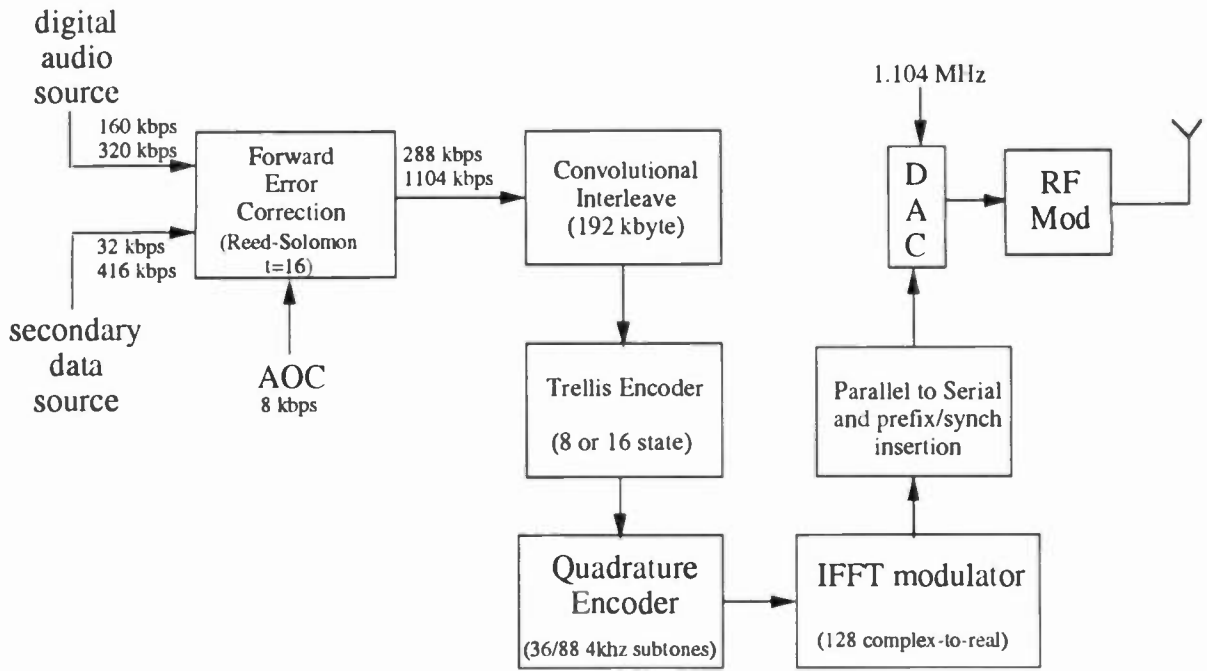 digital
audio
source
160 kbps
320 kbps
32 kbps
416 kbps
secondary
data
source
Forward
Error
Correction
(Reed-Solomon
t=16)
AOC
8 kbps
288 kbps
1104 kbps
Convolutional
Interleave
(192 kbyte)
Trellis Encoder
(8 or 16 state)
Quadrature
Encoder
(36/88 4khz subtones)
IFFT modulator
(128 complex-to-real)
Parallel to Serial
and prefix/synch
insertion
1.104 MHz
D
A
C
RF
Mod